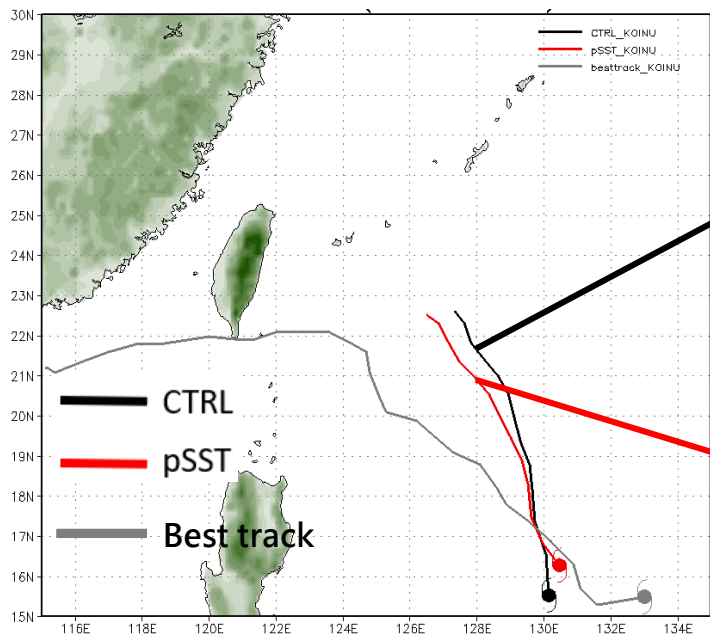 30N
29N
28N
27N
26N
25N
24N
23N
22N
21N
20N
19N
18N
17N
16N
15N
CTRL_KOINU
pSST_KOINU
besttrack_KOINU
CTRL
pSST
Best track
116E 118E 120E 122E 124E 126E 128E 130E 132E 134E